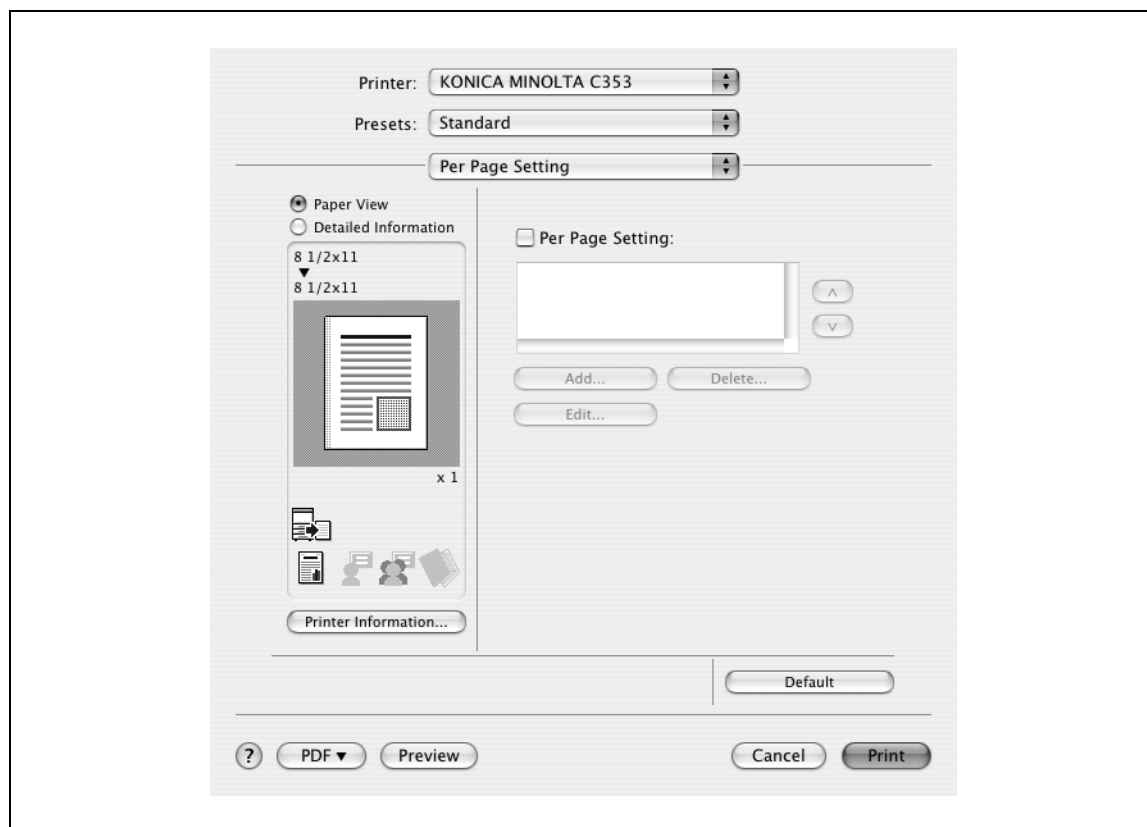 Printer: KONICA MINOLTA C353
Presets: Standard
Per Page Setting
Paper View
Detailed Information
8 1/2x11
▼
8 1/2x11
x 1
Printer Information...
Per Page Setting:
Add... Delete...
Edit...
Default
? PDF ▼ Preview Cancel Print